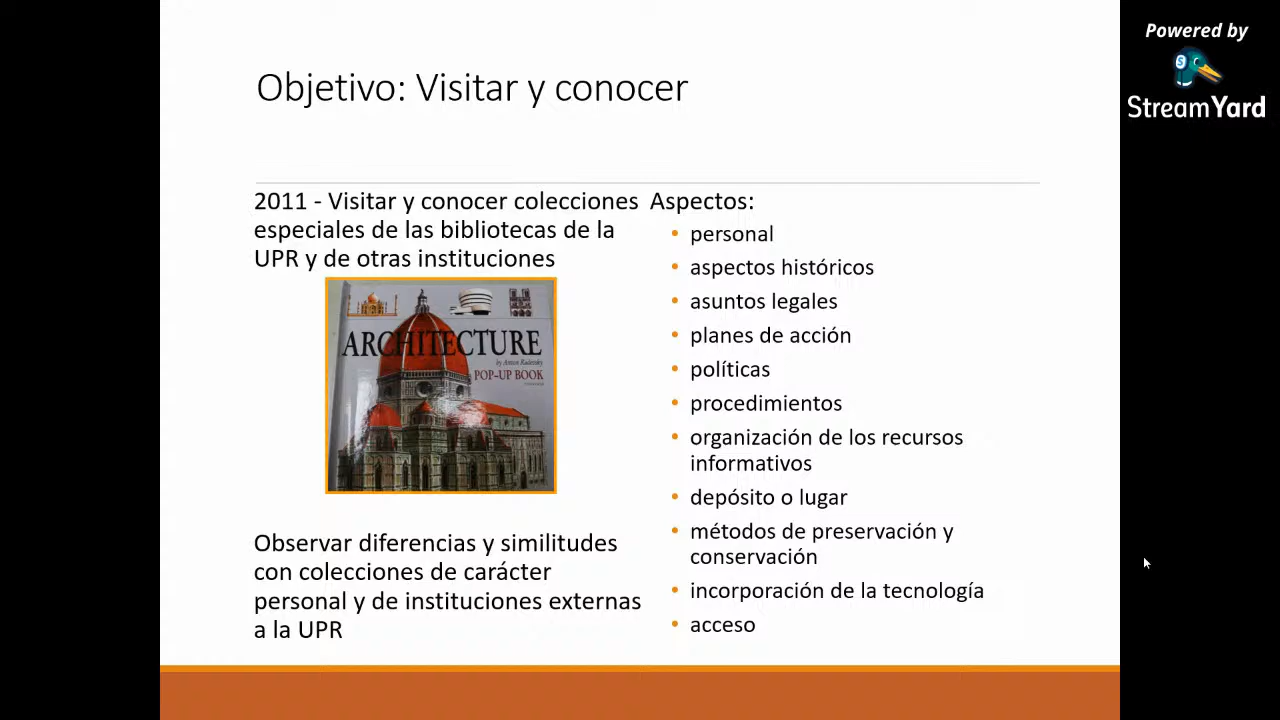 Powered by
StreamYard
Objetivo: Visitar y conocer
2011 - Visitar y conocer colecciones
especiales de las bibliotecas de la
UPR y de otras instituciones
ARCHITECTURE
by Anton Radevsky
POP-UP BOOK
Observar diferencias y similitudes
con colecciones de carácter
personal y de instituciones externas
a la UPR
Aspectos:
• personal
• aspectos históricos
• asuntos legales
• planes de acción
• políticas
• procedimientos
• organización de los recursos
informativos
• depósito o lugar
• métodos de preservación y
conservación
• incorporación de la tecnología
• acceso